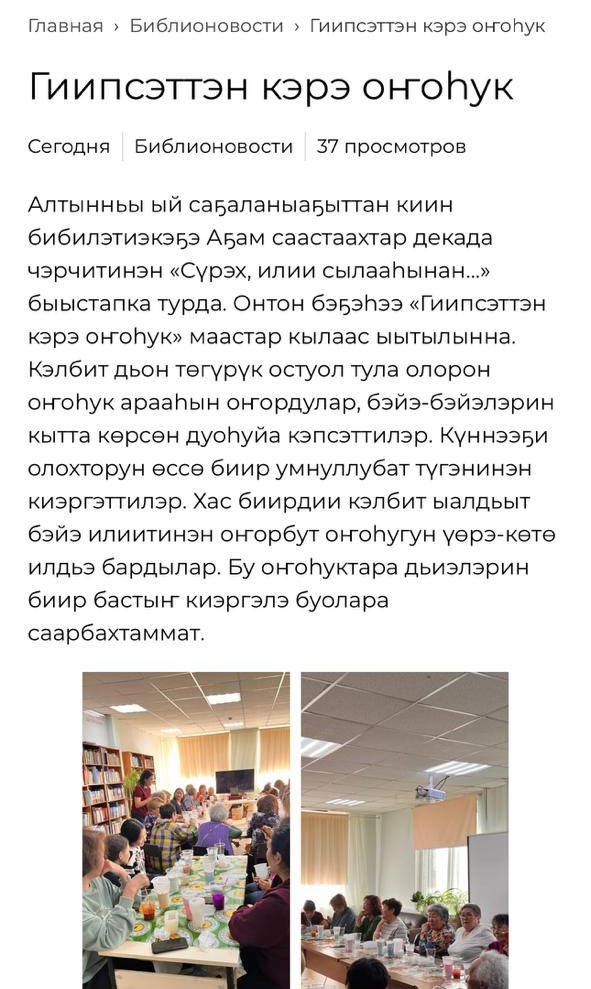 Главная › Библионовости › Гиипсэттэн кэрэ оҥоһук
Гиипсэттэн кэрэ оҥоһук
Сегодня Библионовости 37 просмотров
Алтынньы ый саҕаланыаҕыттан киин
бибилэтиэкэҕэ Аҕам саастаахтар декада
чэрчитинэн «Сүрэх, илии сылааһынан...»
быыстапка турда. Онтон бэҕэһээ «Гиипсэттэн
кэрэ оҥоһук» маастар кылаас ыытылынна.
Кэлбит дьон төгүрүк остуол тула олорон
оҥоһук арааһын оҥордулар, бэйэ-бэйэлэрин
кытта көрсөн дуоһуйа кэпсэттилэр. Күннээҕи
олохторун өссө биир умнуллубат түгэнинэн
киэргэттилэр. Хас биирдии кэлбит ыалдьыт
бэйэ илиитинэн оҥорбут оҥоһугун үөрэ-көтө
илдьэ бардылар. Бу оҥоһуктара дьиэлэрин
биир бастыҥ киэргэлэ буолара
саарбахтаммат.